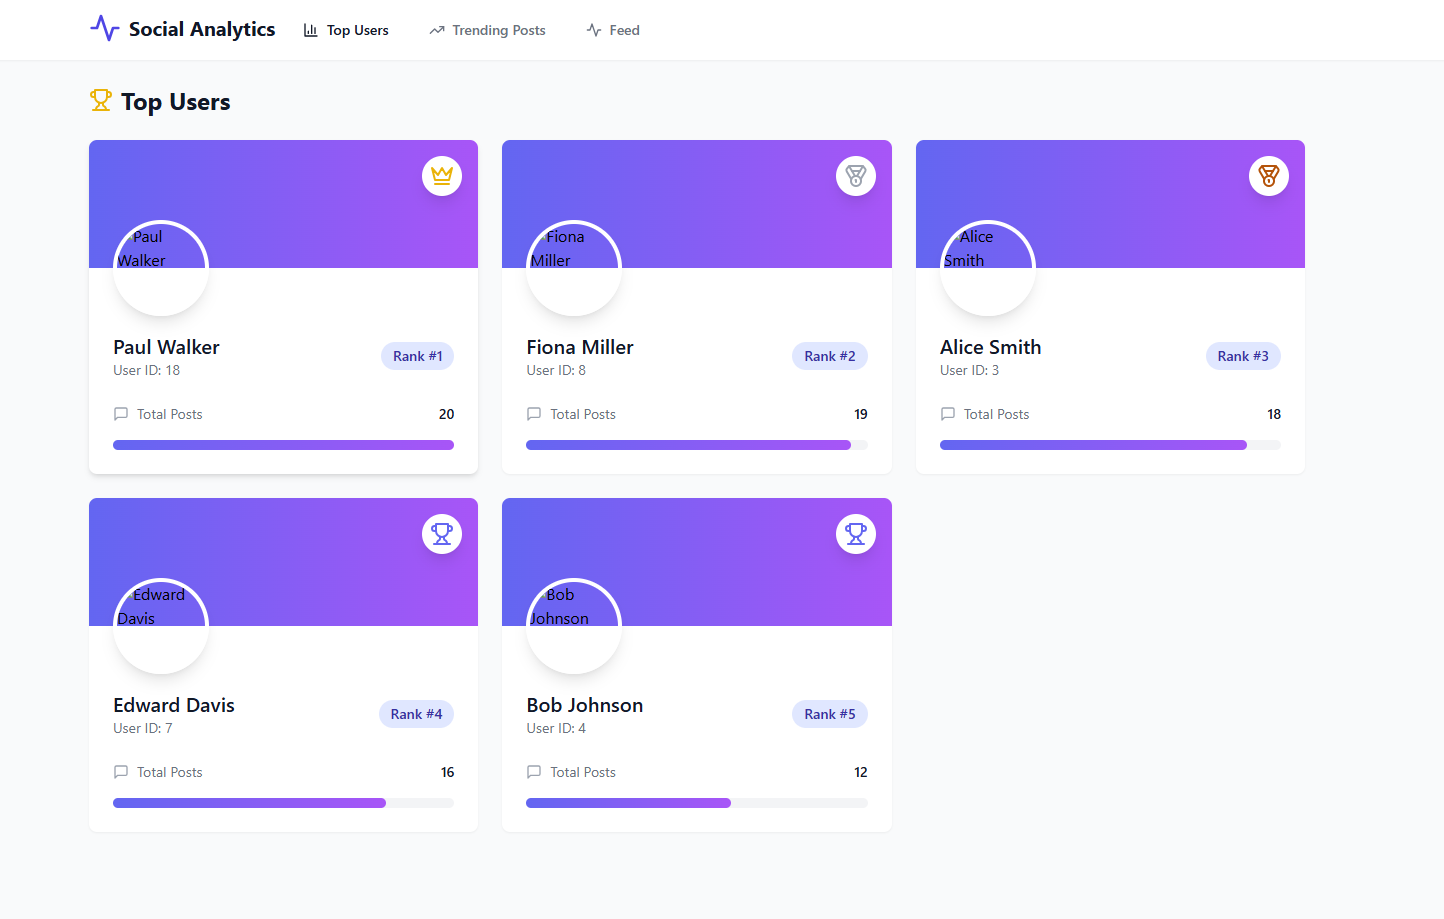 Social Analytics
Top Users
Trending Posts
Feed
Top Users
Paul
Walker
Paul Walker
User ID: 18
Rank #1
Total Posts
20
Fiona
Miller
Fiona Miller
User ID: 8
Rank #2
Total Posts
19
Alice
Smith
Alice Smith
User ID: 3
Rank #3
Total Posts
18
Edward
Davis
Edward Davis
User ID: 7
Rank #4
Total Posts
16
Bob
Johnson
Bob Johnson
User ID: 4
Rank #5
Total Posts
12